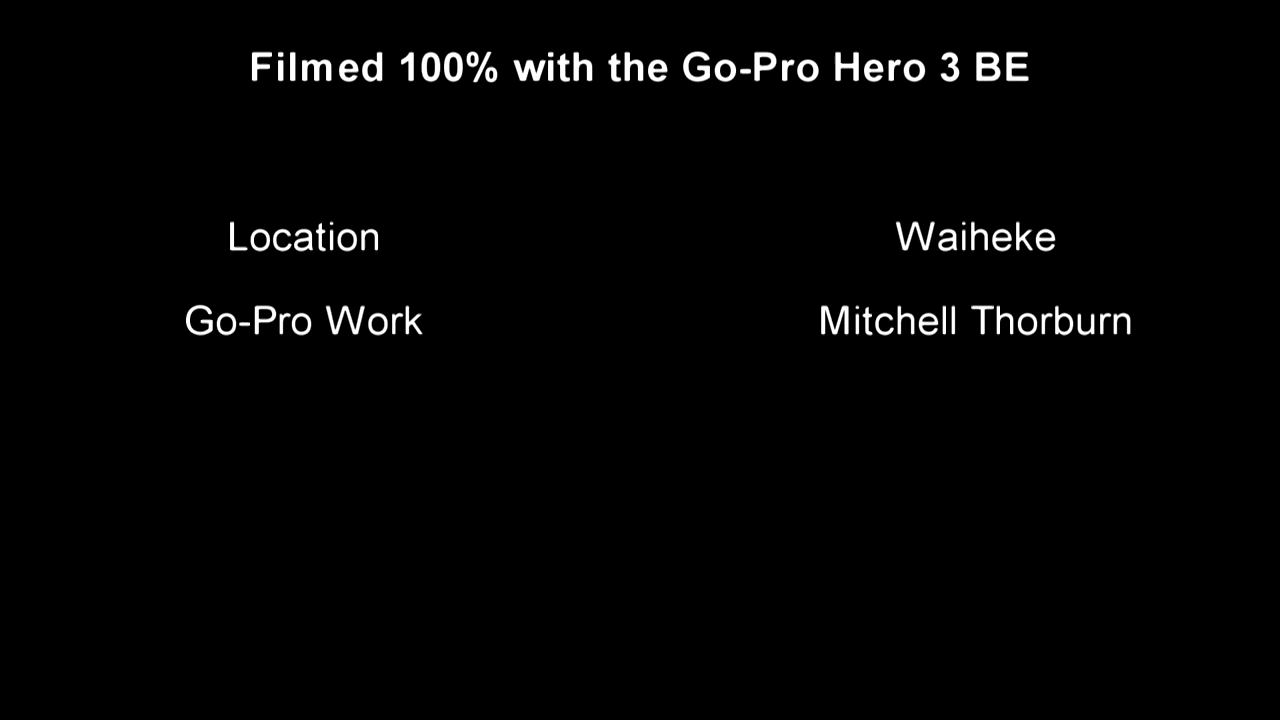 Filmed 100% with the Go-Pro Hero 3 BE
Location Waiheke
Go-Pro Work Mitchell Thorburn